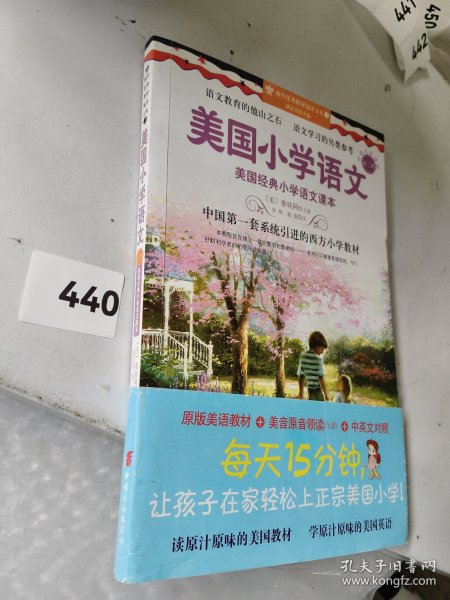 441
450
442
440
语文教育的他山之石 语文学习的另类参考
美国小学语文
美国经典小学语文课本
中国第一套系统引进的西方小学教材
美国小学语文
原版美语教材+美音原音领读+中英文对照
每天15分钟,
让孩子在家轻松上正宗美国小学!
读原汁原味的美国教材 学原汁原味的美国英语
孔夫子旧书网
www.kongfz.com